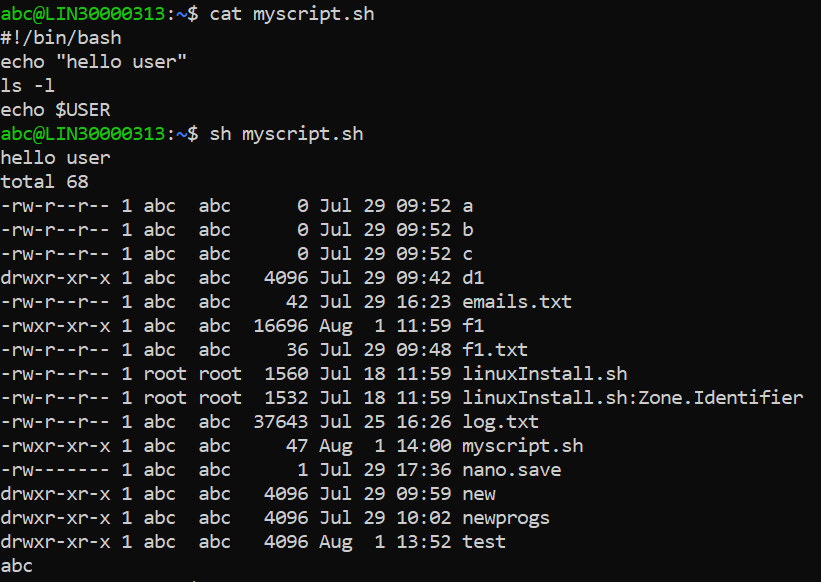 abc@LIN30000313:~$ cat myscript.sh
#!/bin/bash
echo "hello user"
ls -l
echo $USER
abc@LIN30000313:~$ sh myscript.sh
hello user
total 68
-rw-r--r-- 1 abc  abc      0 Jul 29 09:52 a
-rw-r--r-- 1 abc  abc      0 Jul 29 09:52 b
-rw-r--r-- 1 abc  abc      0 Jul 29 09:52 c
drwxr-xr-x 1 abc  abc   4096 Jul 29 09:42 d1
-rw-r--r-- 1 abc  abc     42 Jul 29 16:23 emails.txt
-rwxr-xr-x 1 abc  abc  16696 Aug  1 11:59 f1
-rw-r--r-- 1 abc  abc     36 Jul 29 09:48 f1.txt
-rw-r--r-- 1 root root  1560 Jul 18 11:59 linuxInstall.sh
-rw-r--r-- 1 root root  1532 Jul 18 11:59 linuxInstall.sh:Zone.Identifier
-rw-r--r-- 1 abc  abc  37643 Jul 25 16:26 log.txt
-rwxr-xr-x 1 abc  abc     47 Aug  1 14:00 myscript.sh
-rw------- 1 abc  abc      1 Jul 29 17:36 nano.save
drwxr-xr-x 1 abc  abc   4096 Jul 29 09:59 new
drwxr-xr-x 1 abc  abc   4096 Jul 29 10:02 newprogs
drwxr-xr-x 1 abc  abc   4096 Aug  1 13:52 test
abc